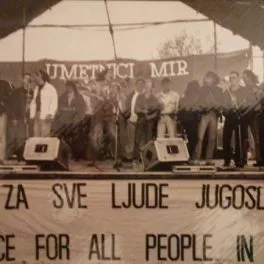 UMETNICI MIR
ZA SVE LJUDE JUGOSL
CE FOR ALL PEOPLE IN